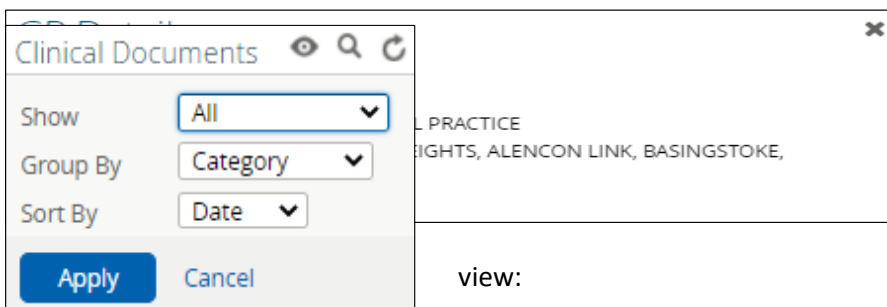 Clinical Documents
Show All
L PRACTICE
Group By Category
EIGHTS, ALENCON LINK, BASINGSTOKE,
Sort By Date
Apply Cancel
view: